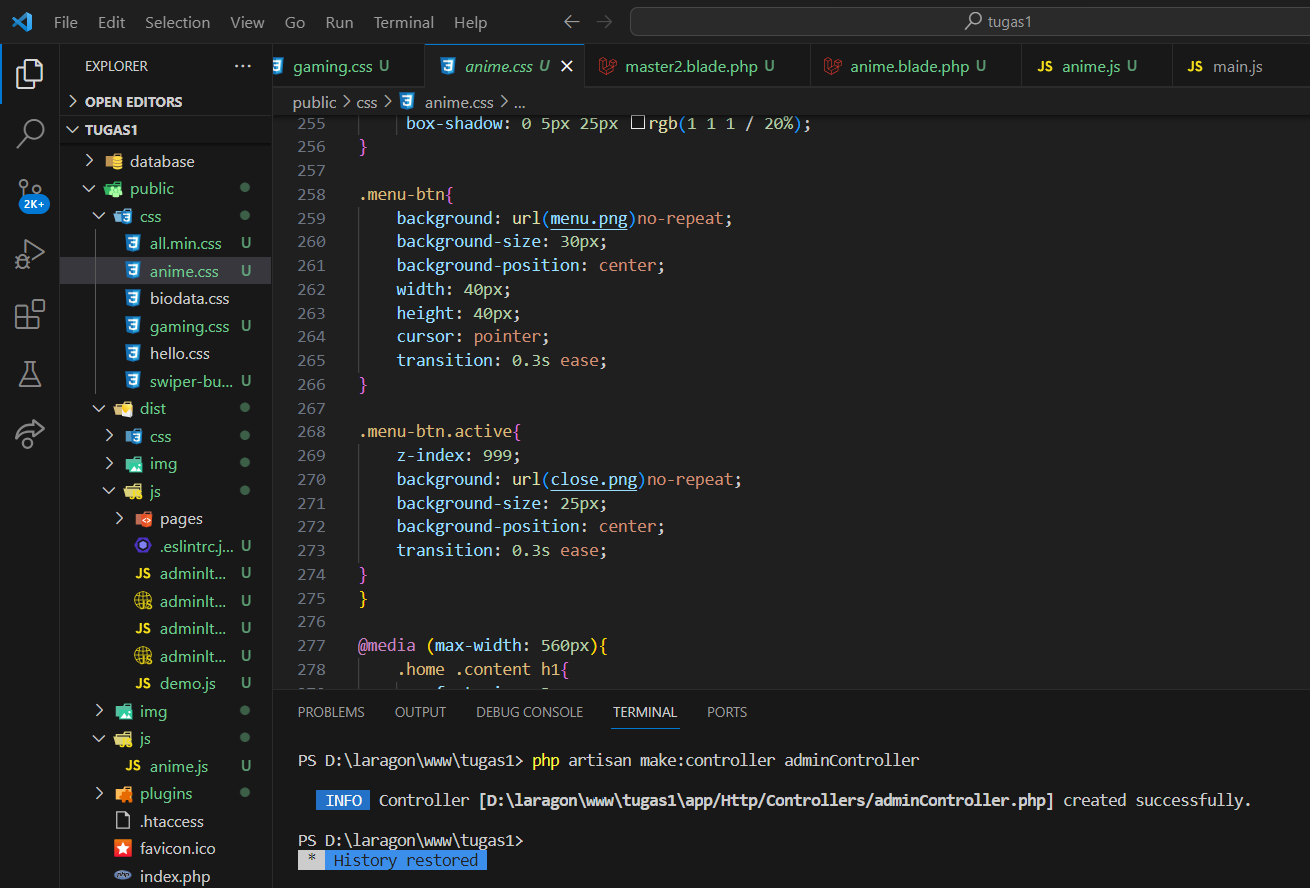 File Edit Selection View Go Run Terminal Help
tugas1
EXPLORER
OPEN EDITORS
TUGAS1
database
public
css
all.min.css U
anime.css U
biodata.css
gaming.css U
hello.css
swiper-bu... U
dist
css
img
js
pages
.eslintrc.j... U
adminlt... U
adminlt... U
adminlt... U
adminlt... U
demo.js U
img
js
JS anime.js U
plugins
.htaccess
favicon.ico
index.php
2K+
gaming.css U
anime.css U
master2.blade.php U
anime.blade.php U
JS anime.js U
JS main.js
public > css > anime.css > ...
255 box-shadow: 0 5px 25px rgb(1 1 1 / 20%);
256 }
257
258 .menu-btn{
259 background: url(menu.png)no-repeat;
260 background-size: 30px;
261 background-position: center;
262 width: 40px;
263 height: 40px;
264 cursor: pointer;
265 transition: 0.3s ease;
266 }
267
268 .menu-btn.active{
269 z-index: 999;
270 background: url(close.png)no-repeat;
271 background-size: 25px;
272 background-position: center;
273 transition: 0.3s ease;
274 }
275 }
276
277 @media (max-width: 560px){
278 .home .content h1{
PROBLEMS OUTPUT DEBUG CONSOLE TERMINAL PORTS
PS D:\laragon\www\tugas1> php artisan make:controller adminController
INFO Controller [D:\laragon\www\tugas1\app/Http/Controllers/adminController.php] created successfully.
PS D:\laragon\www\tugas1>
* History restored